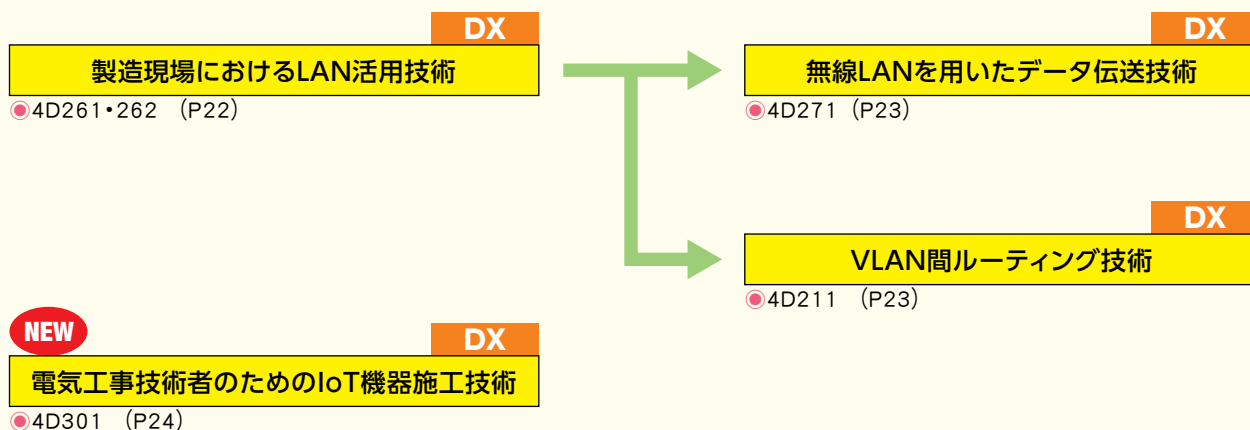 DX
製造現場におけるLAN活用技術
◉4D261・262 （P22）
DX
無線LANを用いたデータ伝送技術
◉4D271（P23）
DX
VLAN間ルーティング技術
◉4D211 （P23）
NEW
DX
電気工事技術者のためのIoT機器施工技術
◉4D301 （P24）